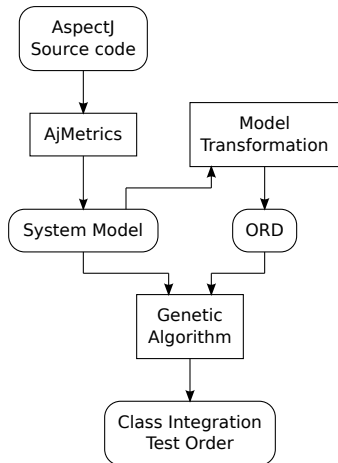 AspectJ
Source code
AjMetrics
Model
Transformation
System Model
ORD
Genetic
Algorithm
Class Integration
Test Order